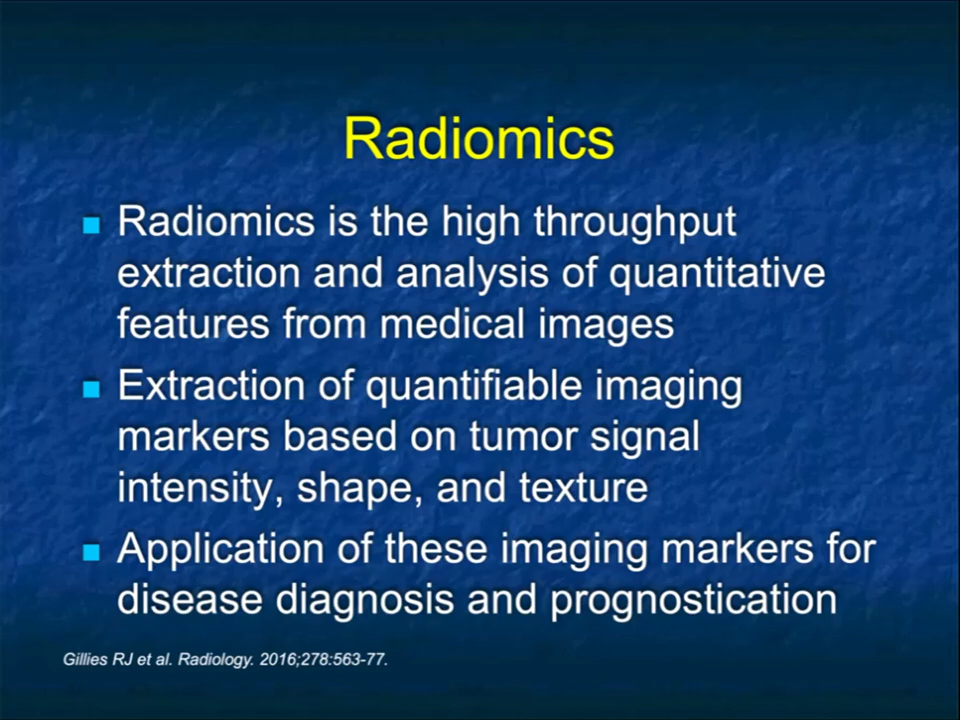 Radiomics
Radiomics is the high throughput
extraction and analysis of quantitative
features from medical images
Extraction of quantifiable imaging
markers based on tumor signal
intensity, shape, and texture
Application of these imaging markers for
disease diagnosis and prognostication
Gillies RJ et al. Radiology. 2016;278:563-77.